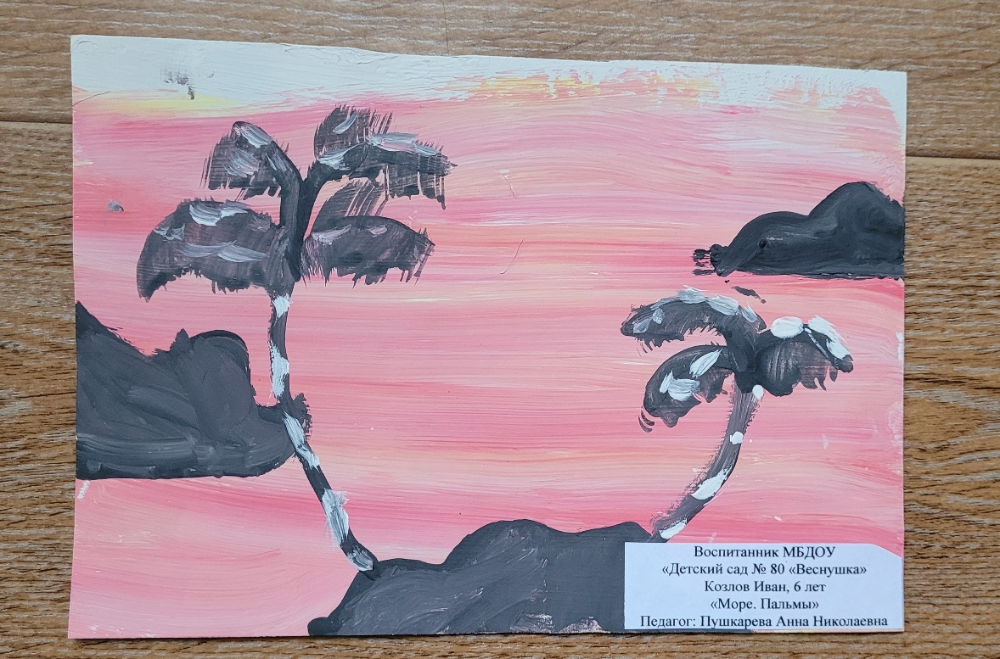 Воспитанник МБДОУ
«Детский сад № 80 «Веснушка»
Козлов Иван, 6 лет
«Море. Пальмы»
Педагог: Пушкарева Анна Николаевна